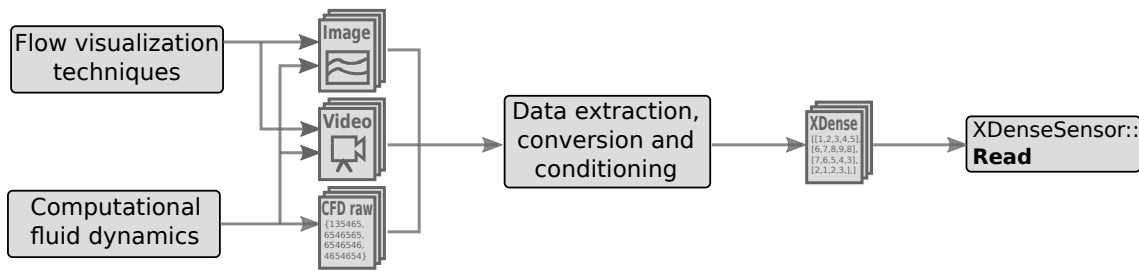 Flow visualization
techniques
Computational
fluid dynamics
Image
Video
CFD raw
{135465,
6546565,
6546546,
4654654}
Data extraction,
conversion and
conditioning
XDense
[[1,2,3,4,5],
[6,7,8,9,8],
[7,6,5,4,3],
[2,1,2,3,],]
XDenseSensor::
Read